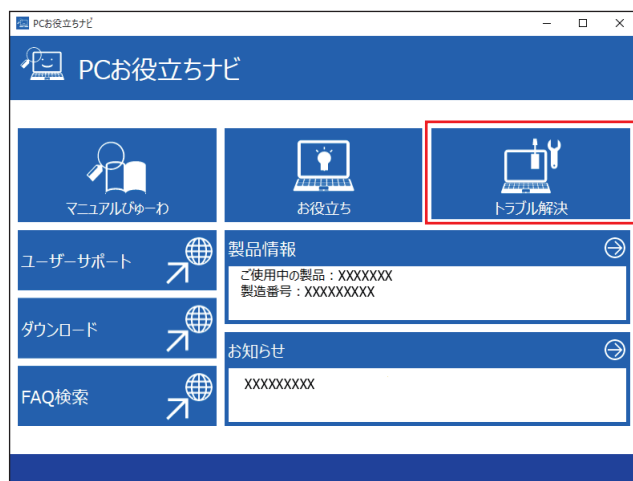 PCお役立ちナビ
PCお役立ちナビ
マニュアルびゅーわ
お役立ち
トラブル解決
ユーザーサポート
製品情報
ご使用中の製品：XXXXXXX
製造番号：XXXXXXXXX
ダウンロード
お知らせ
XXXXXXXXX
FAQ検索